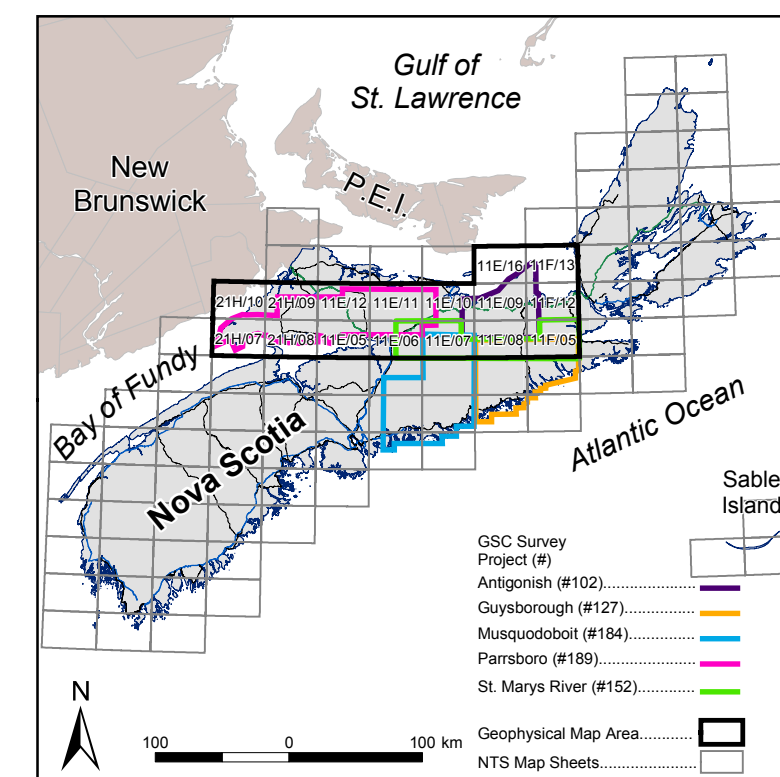 Gulf of
St. Lawrence
New
Brunswick
P.E.I.
11E/16 11F/13
21H/10 21H/09 11E/12 11E/11 11E/10 11E/09 11F/12
21H/07 21H/08 11E/05 11E/06 11E/07 11E/08 11F/05
Bay of Fundy
Nova Scotia
Atlantic Ocean
Sable
Island
GSC Survey
Project (#)
Antigonish (#102)
Guysborough (#127)
Musquodoboit (#184)
Parrsboro (#189)
St. Marys River (#152)
Geophysical Map Area
NTS Map Sheets
N
100 0 100 km